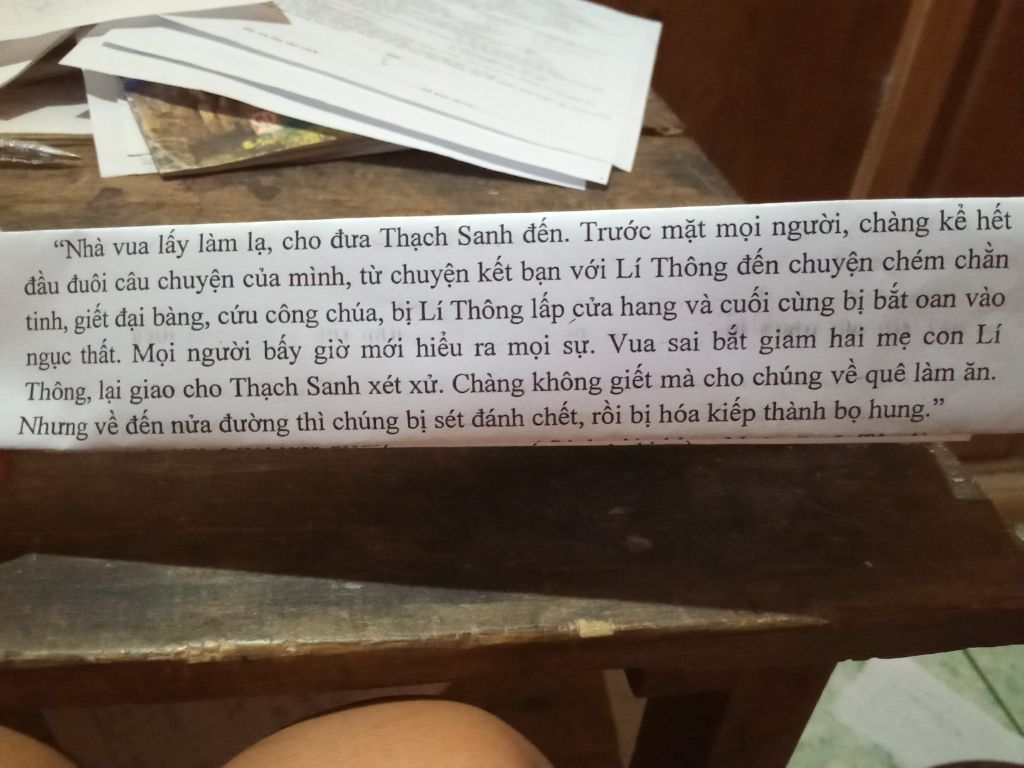 “Nhà vua lấy làm lạ, cho đưa Thạch Sanh đến. Trước mặt mọi người, chàng kể hết
đầu đuôi câu chuyện của mình, từ chuyện kết bạn với Lí Thông đến chuyện chém chằn
tinh, giết đại bàng, cứu công chúa, bị Lí Thông lấp cửa hang và cuối cùng bị bắt oan vào
ngục thất. Mọi người bấy giờ mới hiểu ra mọi sự. Vua sai bắt giam hai mẹ con Lí
Thông, lại giao cho Thạch Sanh xét xử. Chàng không giết mà cho chúng về quê làm ăn.
Nhưng về đến nửa đường thì chúng bị sét đánh chết, rồi bị hóa kiếp thành bọ hung.”